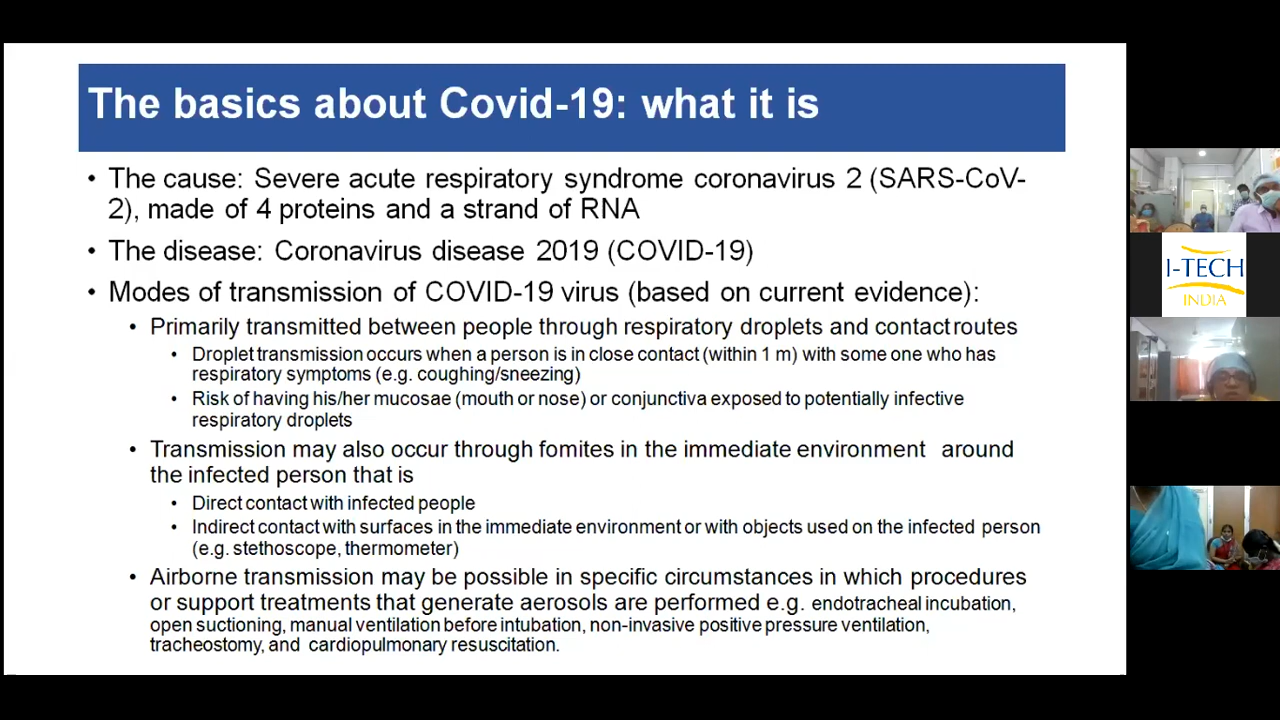 The basics about Covid-19: what it is
• The cause: Severe acute respiratory syndrome coronavirus 2 (SARS-CoV-
2), made of 4 proteins and a strand of RNA
• The disease: Coronavirus disease 2019 (COVID-19)
• Modes of transmission of COVID-19 virus (based on current evidence):
• Primarily transmitted between people through respiratory droplets and contact routes
• Droplet transmission occurs when a person is in close contact (within 1 m) with some one who has
respiratory symptoms (e.g. coughing/sneezing)
• Risk of having his/her mucosae (mouth or nose) or conjunctiva exposed to potentially infective
respiratory droplets
• Transmission may also occur through fomites in the immediate environment around
the infected person that is
• Direct contact with infected people
• Indirect contact with surfaces in the immediate environment or with objects used on the infected person
(e.g. stethoscope, thermometer)
• Airborne transmission may be possible in specific circumstances in which procedures
or support treatments that generate aerosols are performed e.g. endotracheal incubation,
open suctioning, manual ventilation before intubation, non-invasive positive pressure ventilation,
tracheostomy, and cardiopulmonary resuscitation.
I-TECH
INDIA